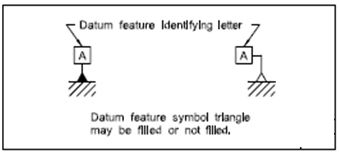 Datum feature identifying letter
A
A
Datum feature symbol triangle
may be filled or not filled.